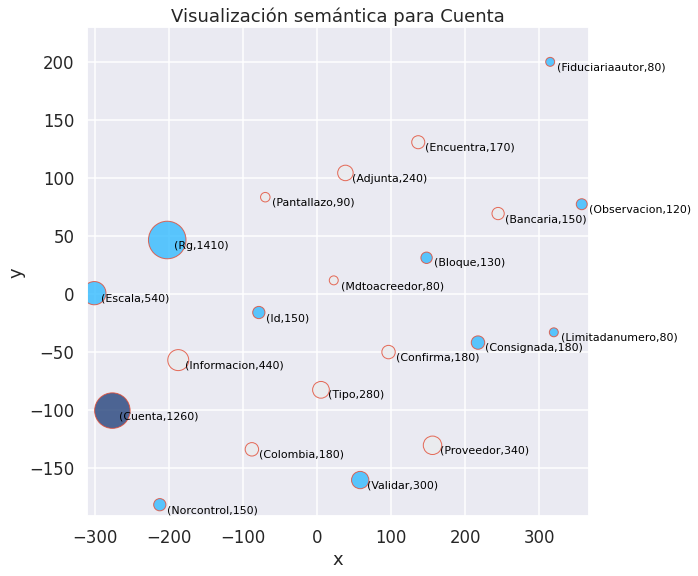 Visualización semántica para Cuenta
y
200
150
100
50
0
−50
−100
−150
(Fiduciariaautor,80)
(Encuentra,170)
(Adjunta,240)
(Pantallazo,90)
(Observacion,120)
(Bancaria,150)
(Rg,1410)
(Bloque,130)
(Mdtoacreedor,80)
(Escala,540)
(Id,150)
(Limitadanumero,80)
(Consignada,180)
(Confirma,180)
(Informacion,440)
(Tipo,280)
(Cuenta,1260)
(Proveedor,340)
(Colombia,180)
(Validar,300)
(Norcontrol,150)
−300 −200 −100 0 100 200 300
x